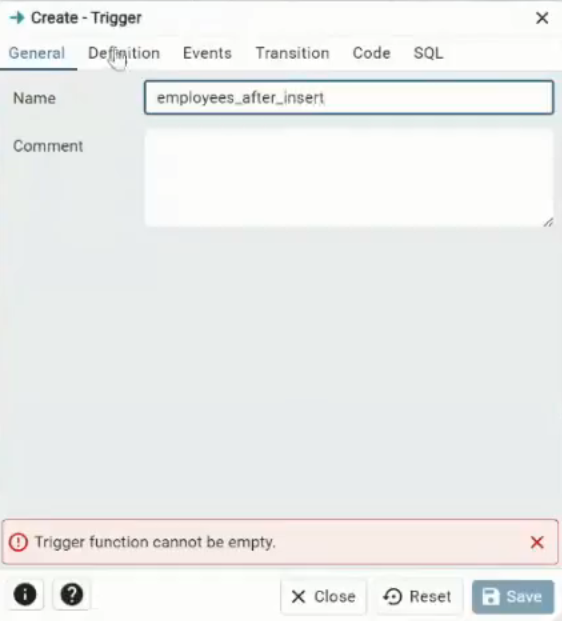 Create - Trigger
General Definition Events Transition Code SQL
Name employees_after_insert
Comment
Trigger function cannot be empty.
Close Reset Save